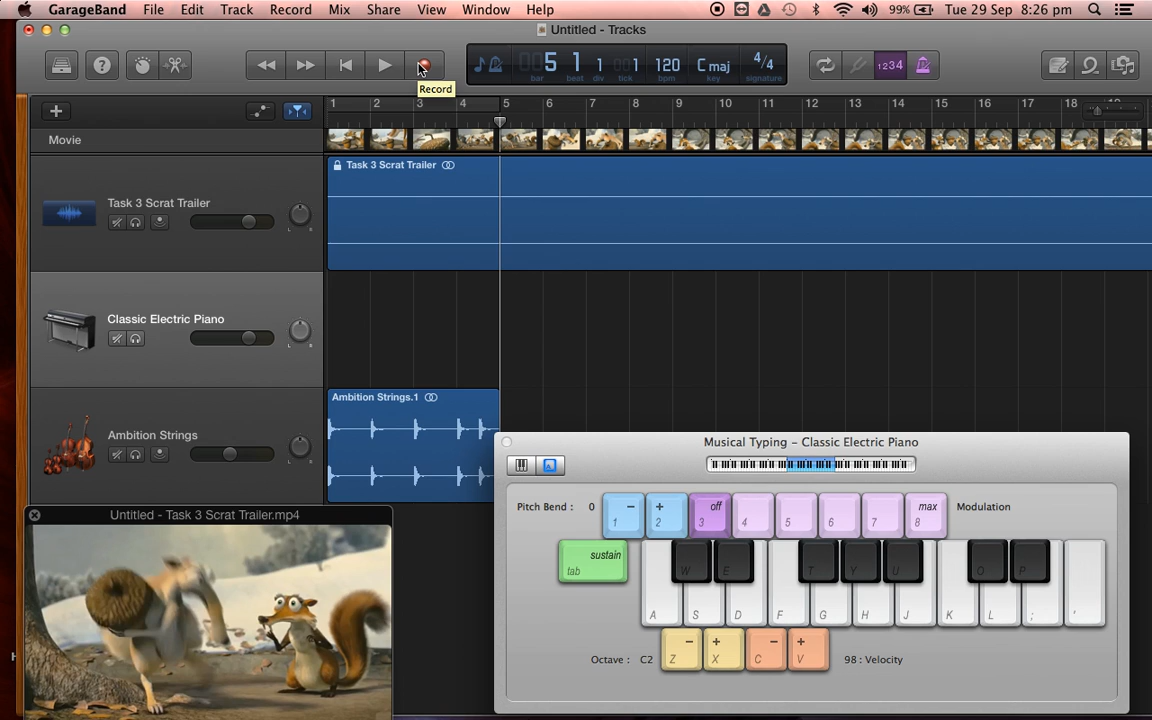 GarageBand File Edit Track Record Mix Share View Window Help 99% Tue 29 Sep 8:26 pm
Untitled - Tracks
005 1 1 001 120 C maj 4/4
bar beat div tick bpm key signature
1234
Record
1 2 3 4 5 6 7 8 9 10 11 12 13 14 15 16 17 18 19
Movie
Task 3 Scrat Trailer
Task 3 Scrat Trailer
L R
Classic Electric Piano
L R
Ambition Strings.1
Ambition Strings
L R
Musical Typing – Classic Electric Piano
Pitch Bend : 0 − 1 + 2 off 3 4 5 6 7 max 8 Modulation
sustain
tab
W E T Y U O P
A S D F G H J K L ; '
Octave : C2 − Z + X − C + V 98 : Velocity
Untitled - Task 3 Scrat Trailer.mp4
H